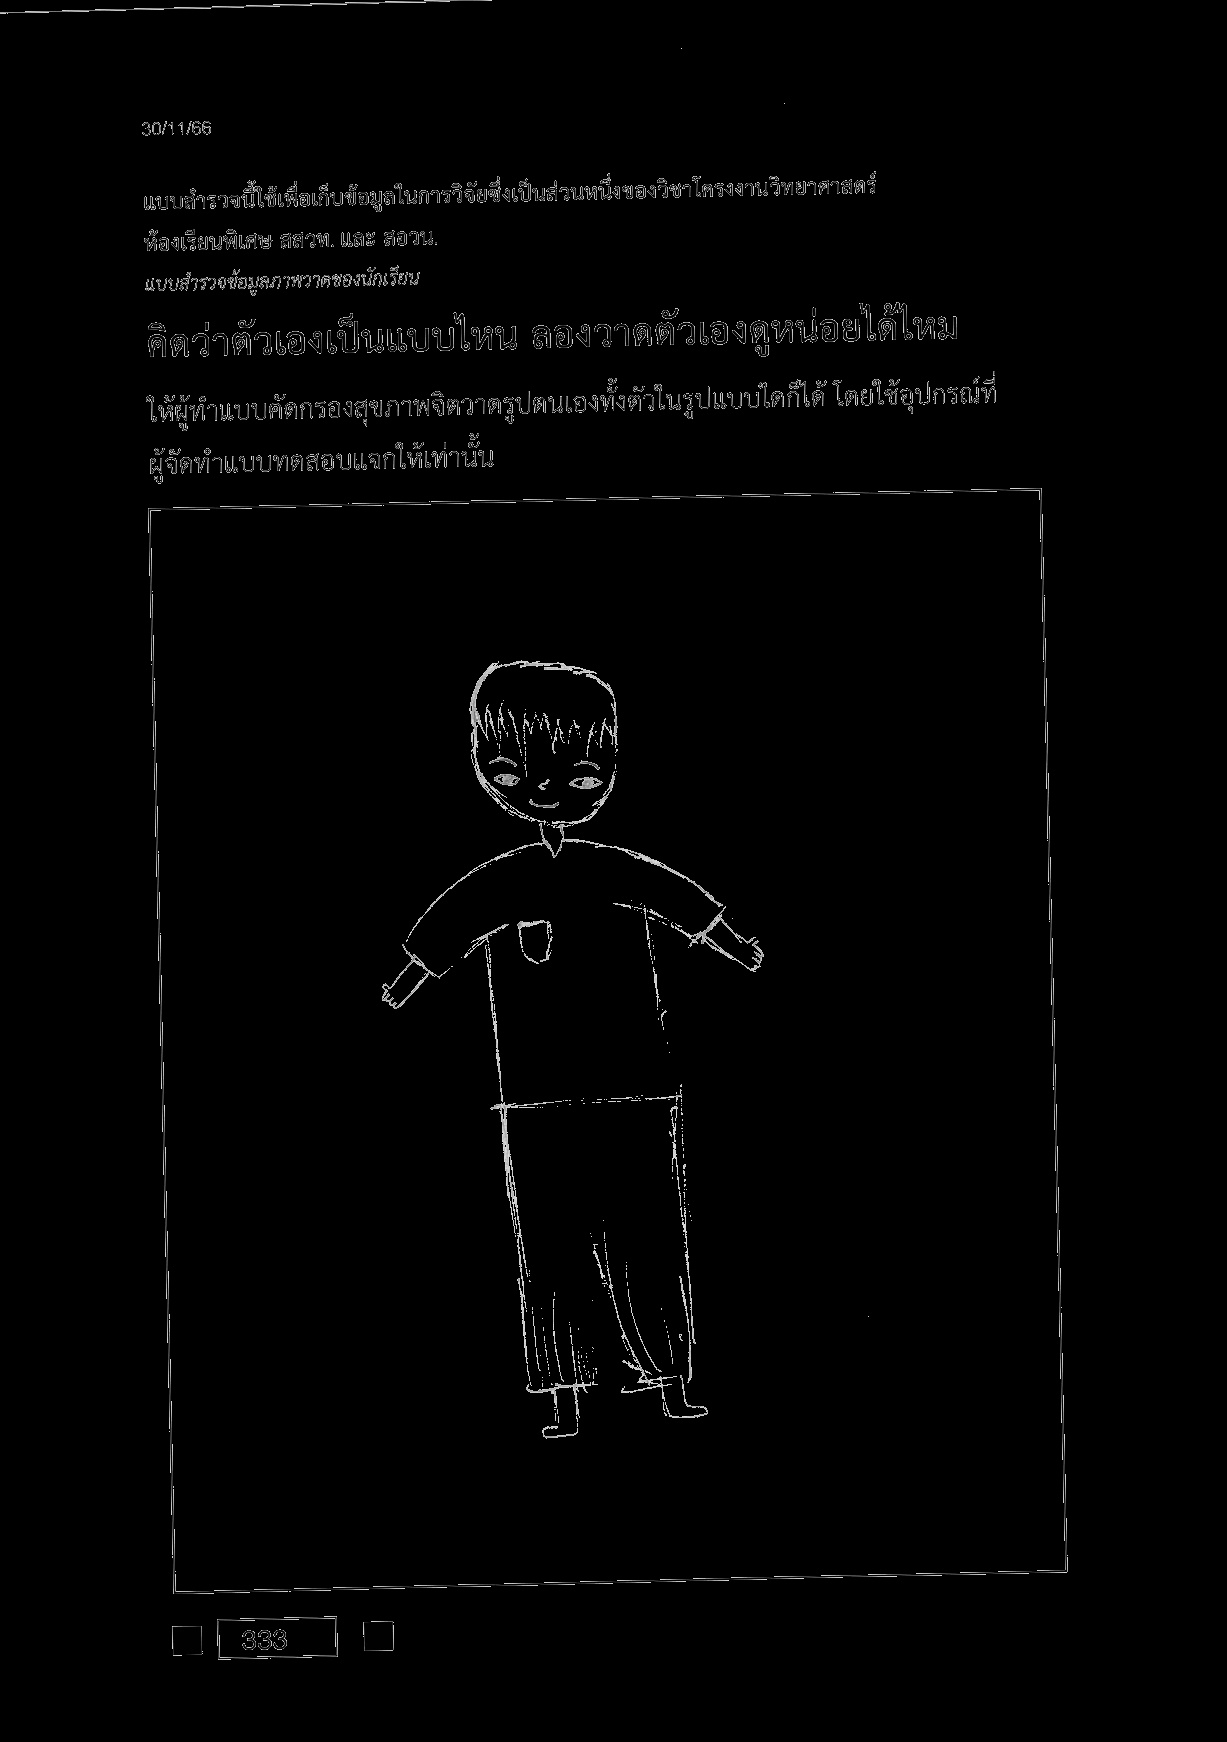 30/11/66
แบบสำรวจนี้ใช้เพื่อเก็บข้อมูลในการวิจัยซึ่งเป็นส่วนหนึ่งของวิชาโครงงานวิทยาศาสตร์
ห้องเรียนพิเศษ สสวท. และ สอวน.
แบบสำรวจข้อมูลภาพวาดของนักเรียน
คิดว่าตัวเองเป็นแบบไหน ลองวาดตัวเองดูหน่อยได้ไหม
ให้ผู้ทำแบบคัดกรองสุขภาพจิตวาดรูปตนเองทั้งตัวในรูปแบบใดก็ได้ โดยใช้อุปกรณ์ที่
ผู้จัดทำแบบทดสอบแจกให้เท่านั้น
333